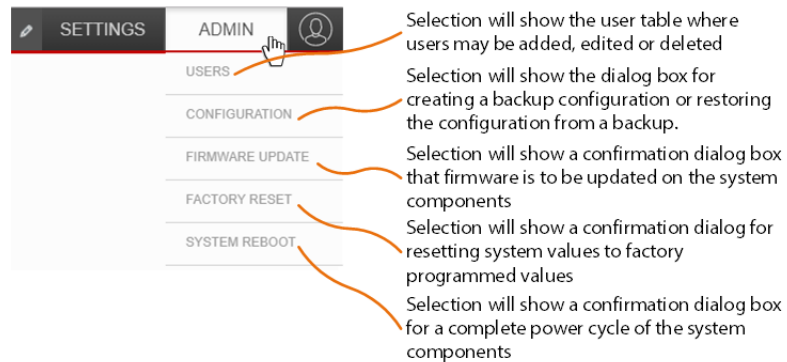 SETTINGS
ADMIN
USERS
CONFIGURATION
FIRMWARE UPDATE
FACTORY RESET
SYSTEM REBOOT
Selection will show the user table where
users may be added, edited or deleted
Selection will show the dialog box for
creating a backup configuration or restoring
the configuration from a backup.
Selection will show a confirmation dialog box
that firmware is to be updated on the system
components
Selection will show a confirmation dialog for
resetting system values to factory
programmed values
Selection will show a confirmation dialog box
for a complete power cycle of the system
components